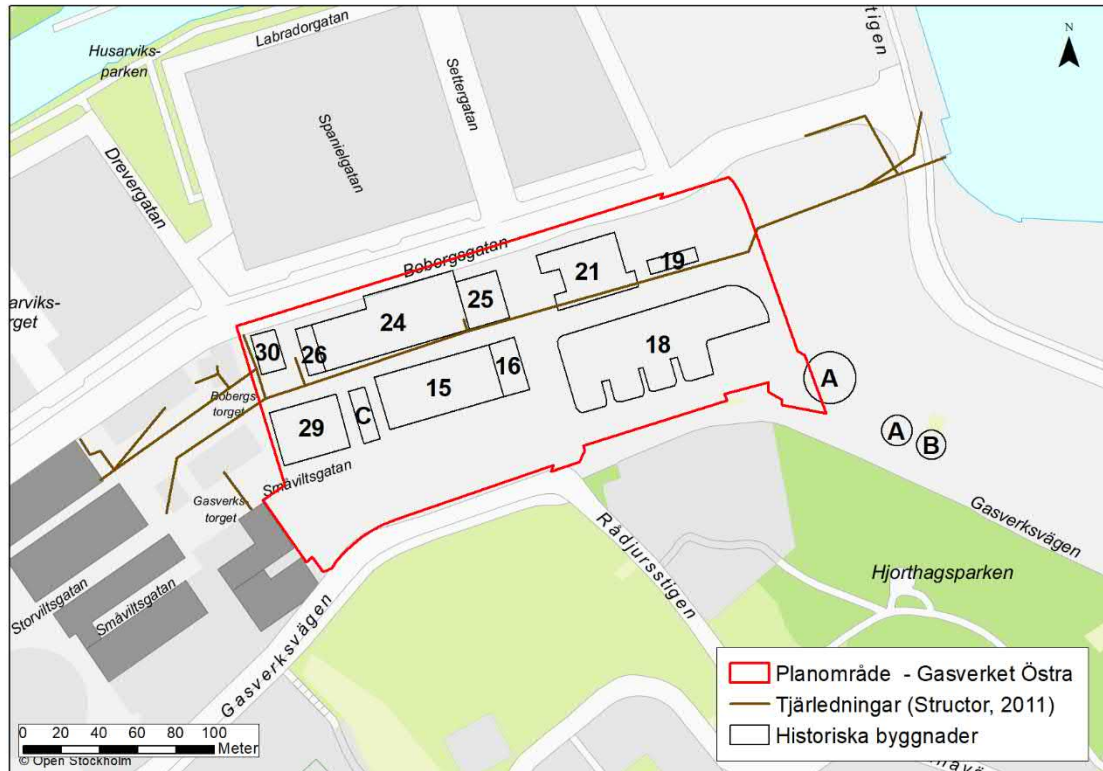 Labradorgatan
Husarviks-
parken
Settergatan
Spanielgatan
Drevergatan
stigen
N
Boborgsgatan
arviks-
rget
19
21
25
24
30
26
18
16
15
C
29
A
A
B
Bobergs
torget
Småviltsgatan
Gasverks
torget
Rådjursstigen
Gasverksvägen
Hjorthagsparken
Storviltsgatan
Småviltsgatan
Gasverksvägen
Planområde - Gasverket Östra
Tjärledningar (Structor, 2011)
Historiska byggnader
0 20 40 60 80 100
Meter
© Open Stockholm